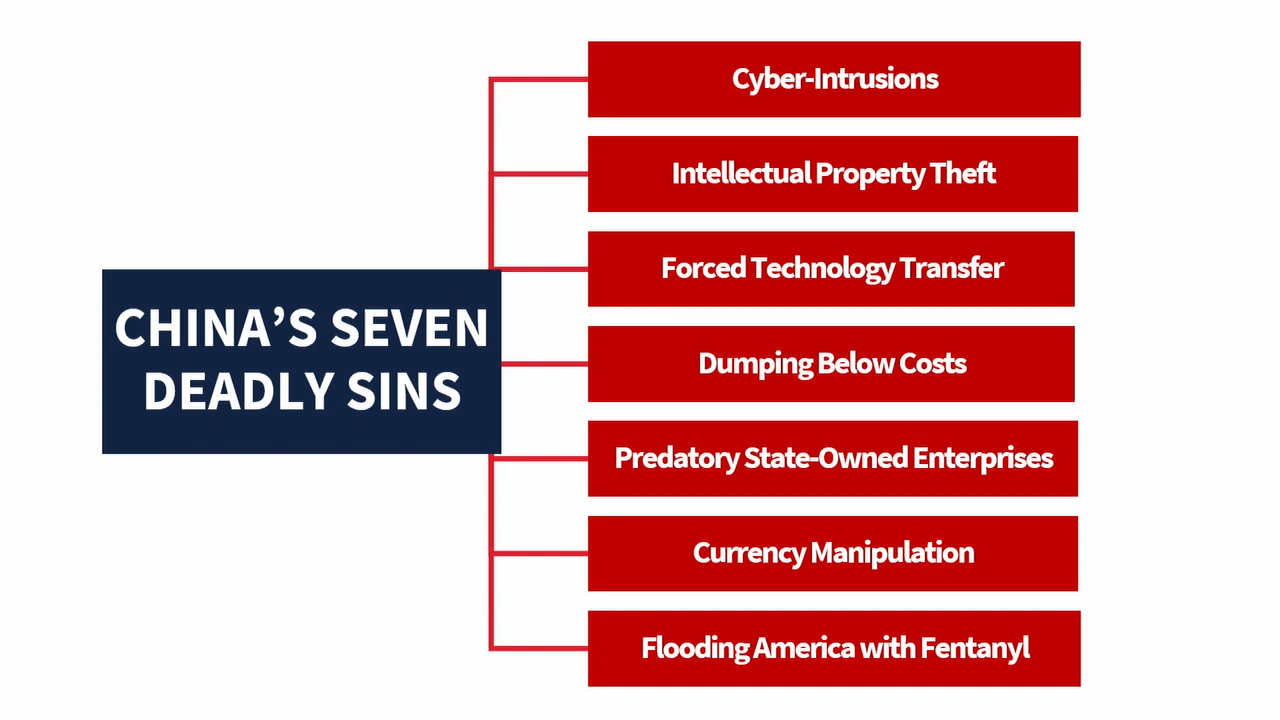 CHINA’S SEVEN
DEADLY SINS
Cyber-Intrusions
Intellectual Property Theft
Forced Technology Transfer
Dumping Below Costs
Predatory State-Owned Enterprises
Currency Manipulation
Flooding America with Fentanyl